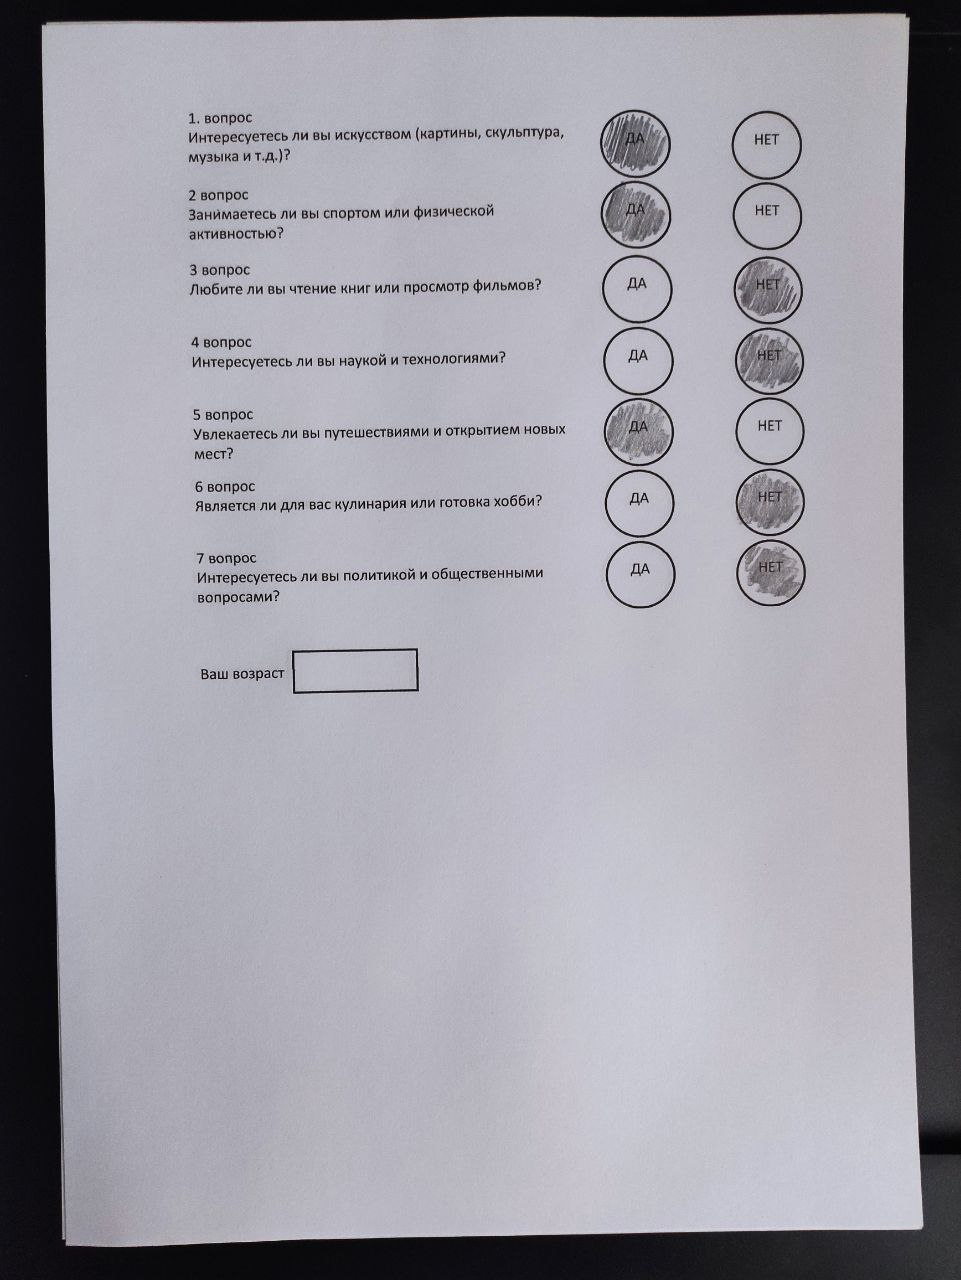 1. вопрос
Интересуетесь ли вы искусством (картины, скульптура,
музыка и т.д.)?
ДА НЕТ
2 вопрос
Занимаетесь ли вы спортом или физической
активностью?
ДА НЕТ
3 вопрос
Любите ли вы чтение книг или просмотр фильмов?
ДА НЕТ
4 вопрос
Интересуетесь ли вы наукой и технологиями?
ДА НЕТ
5 вопрос
Увлекаетесь ли вы путешествиями и открытием новых
мест?
ДА НЕТ
6 вопрос
Является ли для вас кулинария или готовка хобби?
ДА НЕТ
7 вопрос
Интересуетесь ли вы политикой и общественными
вопросами?
ДА НЕТ
Ваш возраст